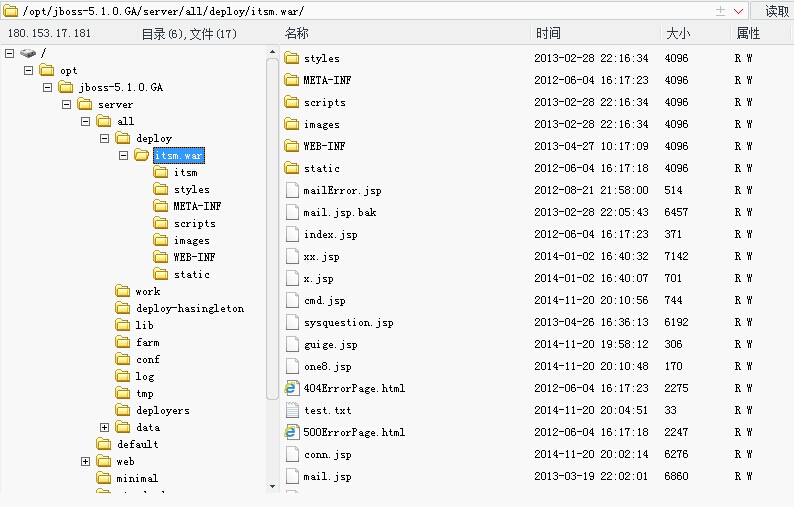 /opt/jboss-5.1.0.GA/server/all/deploy/itsm.war/ 读取
180.153.17.181 目录(6),文件(17) 名称 时间 大小 属性
/
opt
jboss-5.1.0.GA
server
all
deploy
itsm.war
itsm
styles
META-INF
scripts
images
WEB-INF
static
work
deploy-hasingleton
lib
farm
conf
log
tmp
deployers
data
default
web
minimal
styles 2013-02-28 22:16:34 4096 R W
META-INF 2012-06-04 16:17:23 4096 R W
scripts 2013-02-28 22:16:34 4096 R W
images 2013-02-28 22:16:34 4096 R W
WEB-INF 2013-04-27 10:17:09 4096 R W
static 2012-06-04 16:17:18 4096 R W
mailError.jsp 2012-08-21 21:58:00 514 R W
mail.jsp.bak 2013-02-28 22:05:43 6457 R W
index.jsp 2012-06-04 16:17:23 371 R W
xx.jsp 2014-01-02 16:40:32 7142 R W
x.jsp 2014-01-02 16:40:07 701 R W
cmd.jsp 2014-11-20 20:10:56 744 R W
sysquestion.jsp 2013-04-26 16:36:13 6192 R W
guige.jsp 2014-11-20 19:58:12 306 R W
one8.jsp 2014-11-20 20:10:48 170 R W
404ErrorPage.html 2012-06-04 16:17:23 2275 R W
test.txt 2014-11-20 20:04:51 33 R W
500ErrorPage.html 2012-06-04 16:17:18 2247 R W
conn.jsp 2014-11-20 20:02:14 6276 R W
mail.jsp 2013-03-19 22:02:01 6860 R W